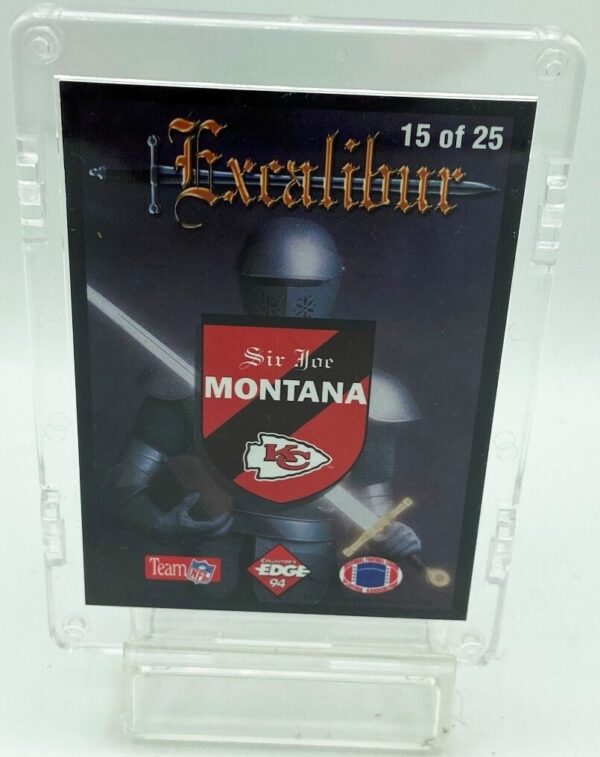 15 of 25
Excalibur
Sir Joe
MONTANA
KC
Team NFL
COLLECTOR'S
EDGE
94